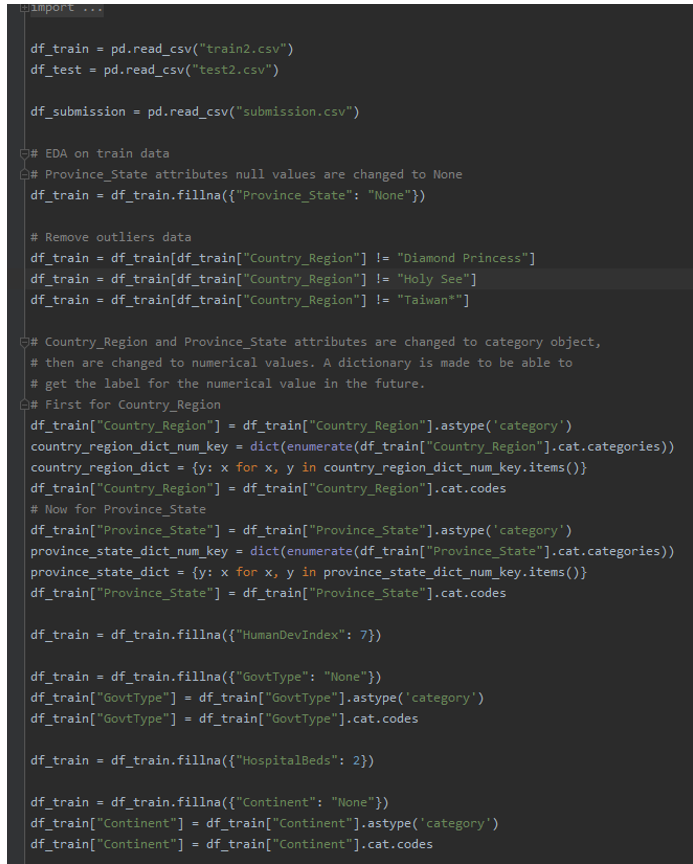 import ...
df_train = pd.read_csv("train2.csv")
df_test = pd.read_csv("test2.csv")
df_submission = pd.read_csv("submission.csv")
# EDA on train data
# Province_State attributes null values are changed to None
df_train = df_train.fillna({"Province_State": "None"})
# Remove outliers data
df_train = df_train[df_train["Country_Region"] != "Diamond Princess"]
df_train = df_train[df_train["Country_Region"] != "Holy See"]
df_train = df_train[df_train["Country_Region"] != "Taiwan*"]
# Country_Region and Province_State attributes are changed to category object,
# then are changed to numerical values. A dictionary is made to be able to
# get the label for the numerical value in the future.
# First for Country_Region
df_train["Country_Region"] = df_train["Country_Region"].astype('category')
country_region_dict_num_key = dict(enumerate(df_train["Country_Region"].cat.categories))
country_region_dict = {y: x for x, y in country_region_dict_num_key.items()}
df_train["Country_Region"] = df_train["Country_Region"].cat.codes
# Now for Province_State
df_train["Province_State"] = df_train["Province_State"].astype('category')
province_state_dict_num_key = dict(enumerate(df_train["Province_State"].cat.categories))
province_state_dict = {y: x for x, y in province_state_dict_num_key.items()}
df_train["Province_State"] = df_train["Province_State"].cat.codes
df_train = df_train.fillna({"HumanDevIndex": 7})
df_train = df_train.fillna({"GovtType": "None"})
df_train["GovtType"] = df_train["GovtType"].astype('category')
df_train["GovtType"] = df_train["GovtType"].cat.codes
df_train = df_train.fillna({"HospitalBeds": 2})
df_train = df_train.fillna({"Continent": "None"})
df_train["Continent"] = df_train["Continent"].astype('category')
df_train["Continent"] = df_train["Continent"].cat.codes